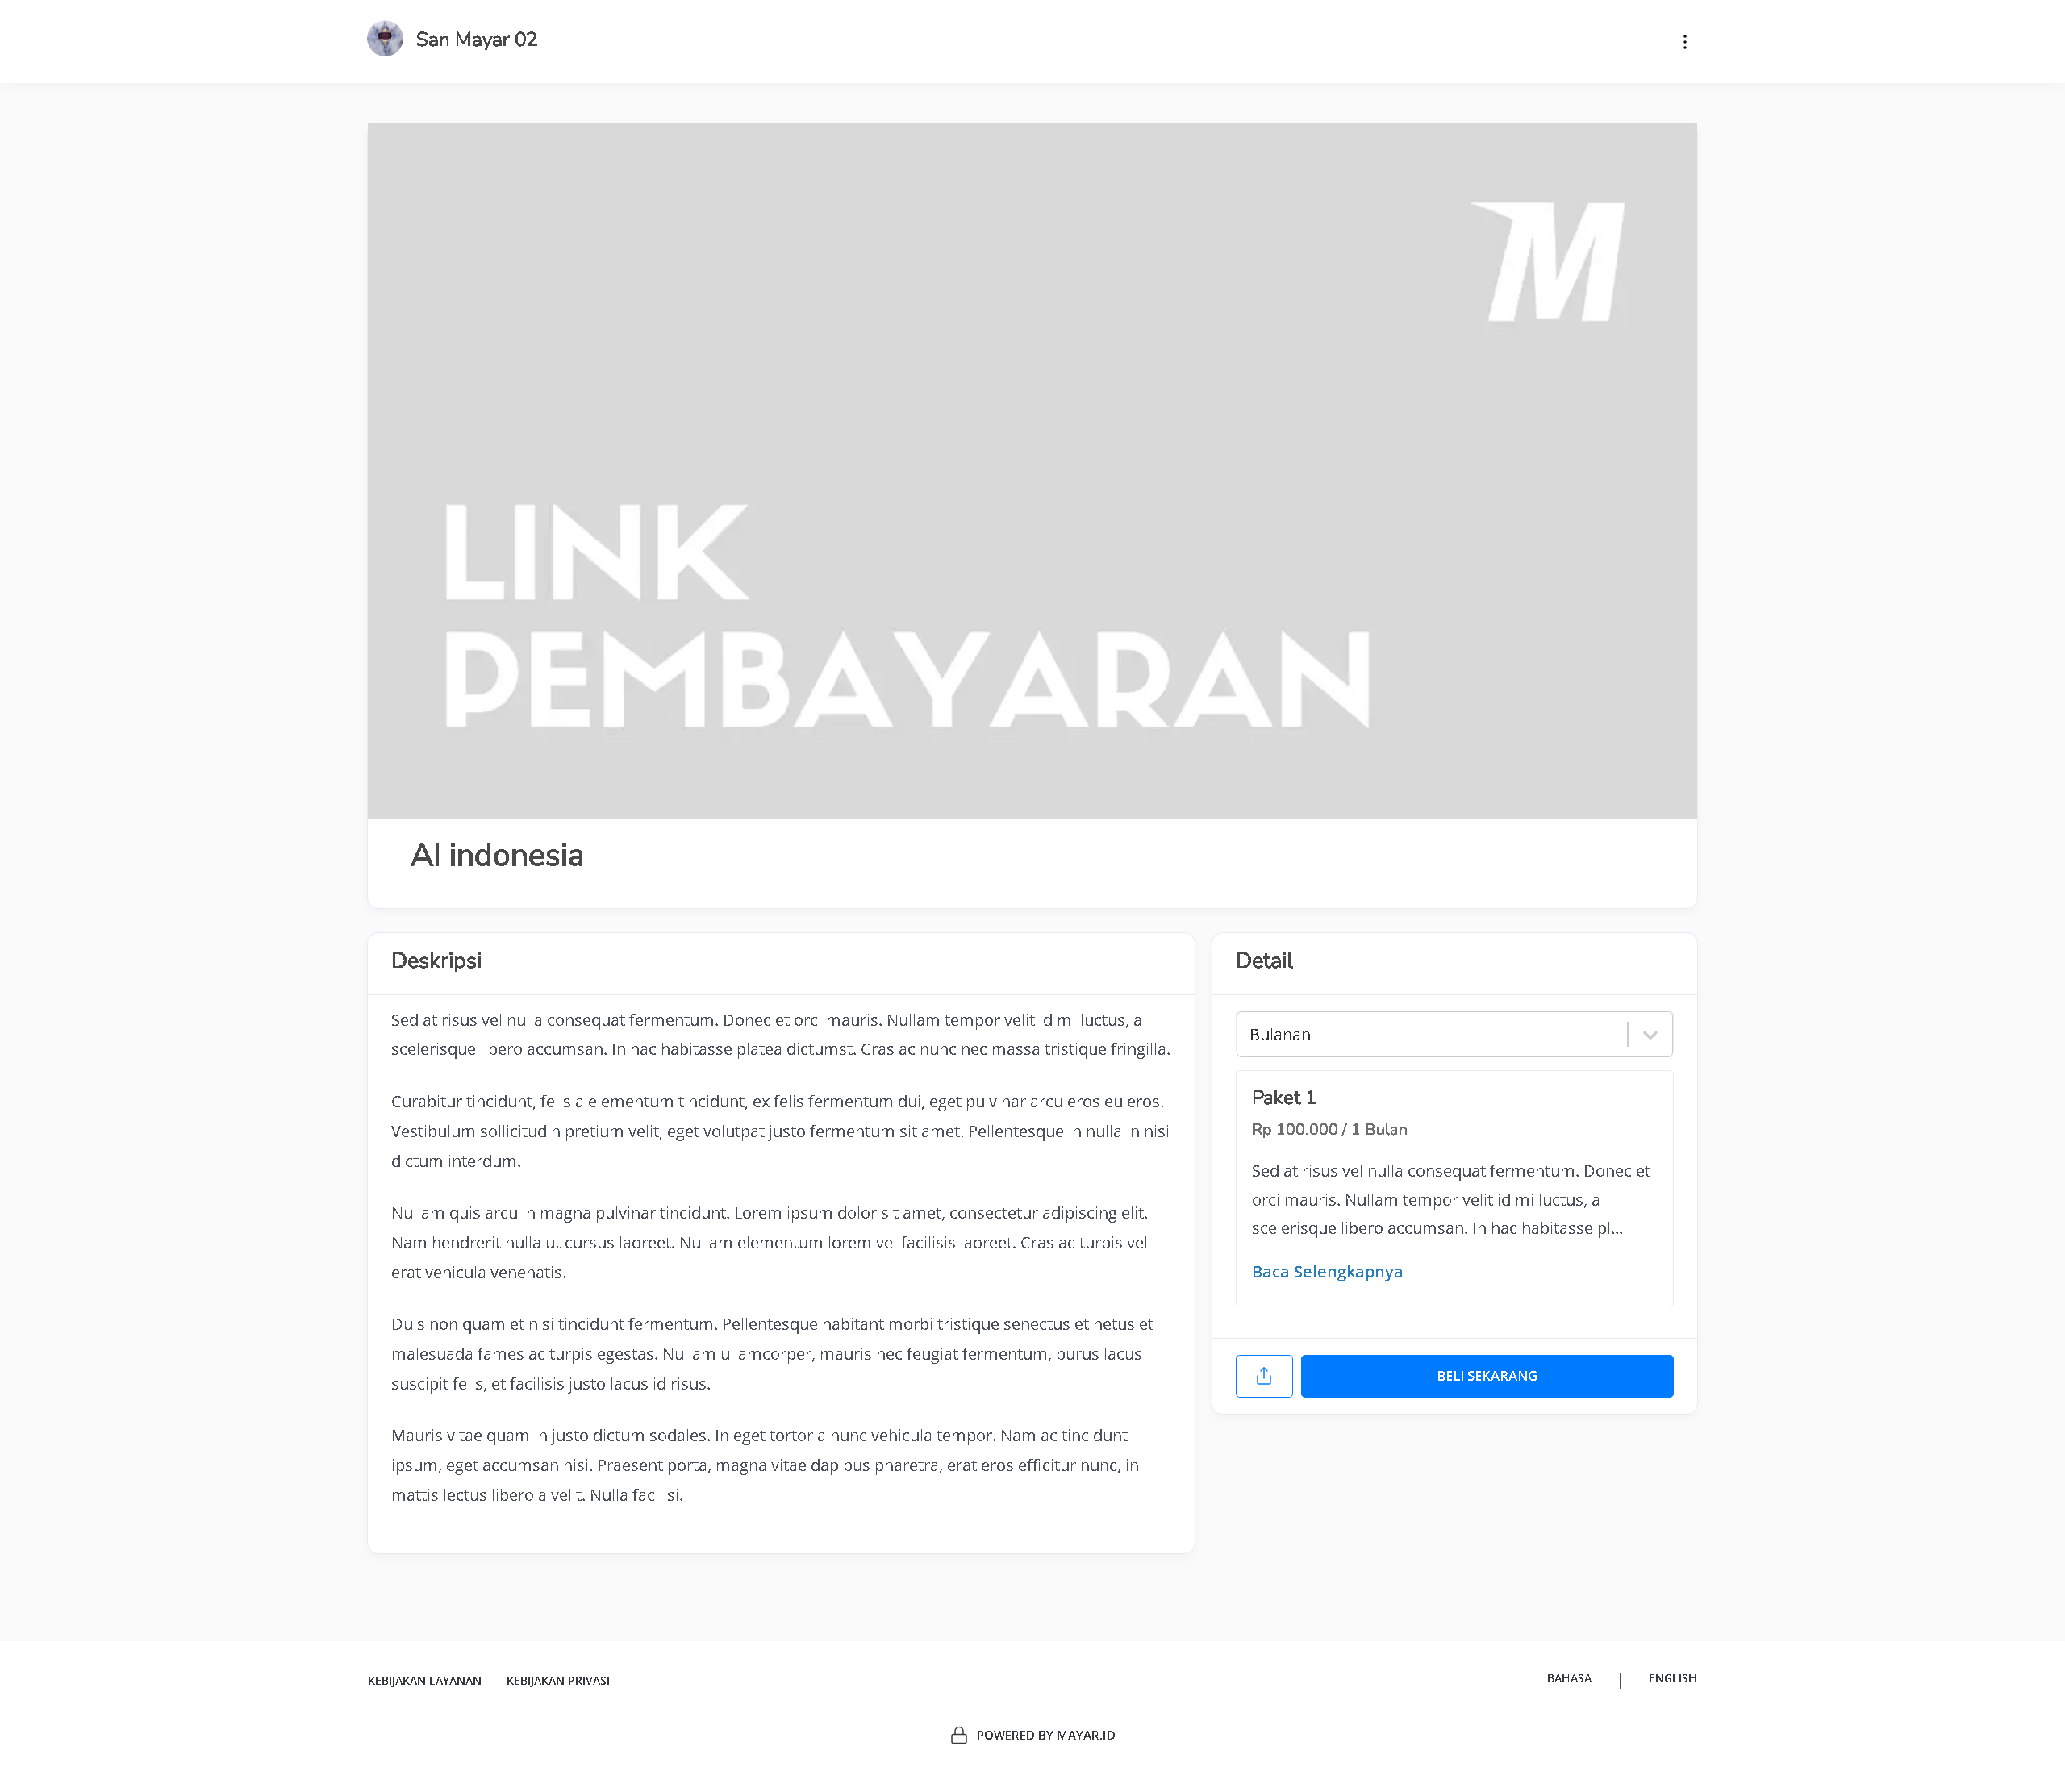 San Mayar 02
M
LINK
PEMBAYARAN
AI indonesia
Deskripsi
Sed at risus vel nulla consequat fermentum. Donec et orci mauris. Nullam tempor velit id mi luctus, a
scelerisque libero accumsan. In hac habitasse platea dictumst. Cras ac nunc nec massa tristique fringilla.
Curabitur tincidunt, felis a elementum tincidunt, ex felis fermentum dui, eget pulvinar arcu eros eu eros.
Vestibulum sollicitudin pretium velit, eget volutpat justo fermentum sit amet. Pellentesque in nulla in nisi
dictum interdum.
Nullam quis arcu in magna pulvinar tincidunt. Lorem ipsum dolor sit amet, consectetur adipiscing elit.
Nam hendrerit nulla ut cursus laoreet. Nullam elementum lorem vel facilisis laoreet. Cras ac turpis vel
erat vehicula venenatis.
Duis non quam et nisi tincidunt fermentum. Pellentesque habitant morbi tristique senectus et netus et
malesuada fames ac turpis egestas. Nullam ullamcorper, mauris nec feugiat fermentum, purus lacus
suscipit felis, et facilisis justo lacus id risus.
Mauris vitae quam in justo dictum sodales. In eget tortor a nunc vehicula tempor. Nam ac tincidunt
ipsum, eget accumsan nisi. Praesent porta, magna vitae dapibus pharetra, erat eros efficitur nunc, in
mattis lectus libero a velit. Nulla facilisi.
Detail
Bulanan
Paket 1
Rp 100.000 / 1 Bulan
Sed at risus vel nulla consequat fermentum. Donec et
orci mauris. Nullam tempor velit id mi luctus, a
scelerisque libero accumsan. In hac habitasse pl...
Baca Selengkapnya
BELI SEKARANG
KEBIJAKAN LAYANAN KEBIJAKAN PRIVASI
BAHASA | ENGLISH
POWERED BY MAYAR.ID